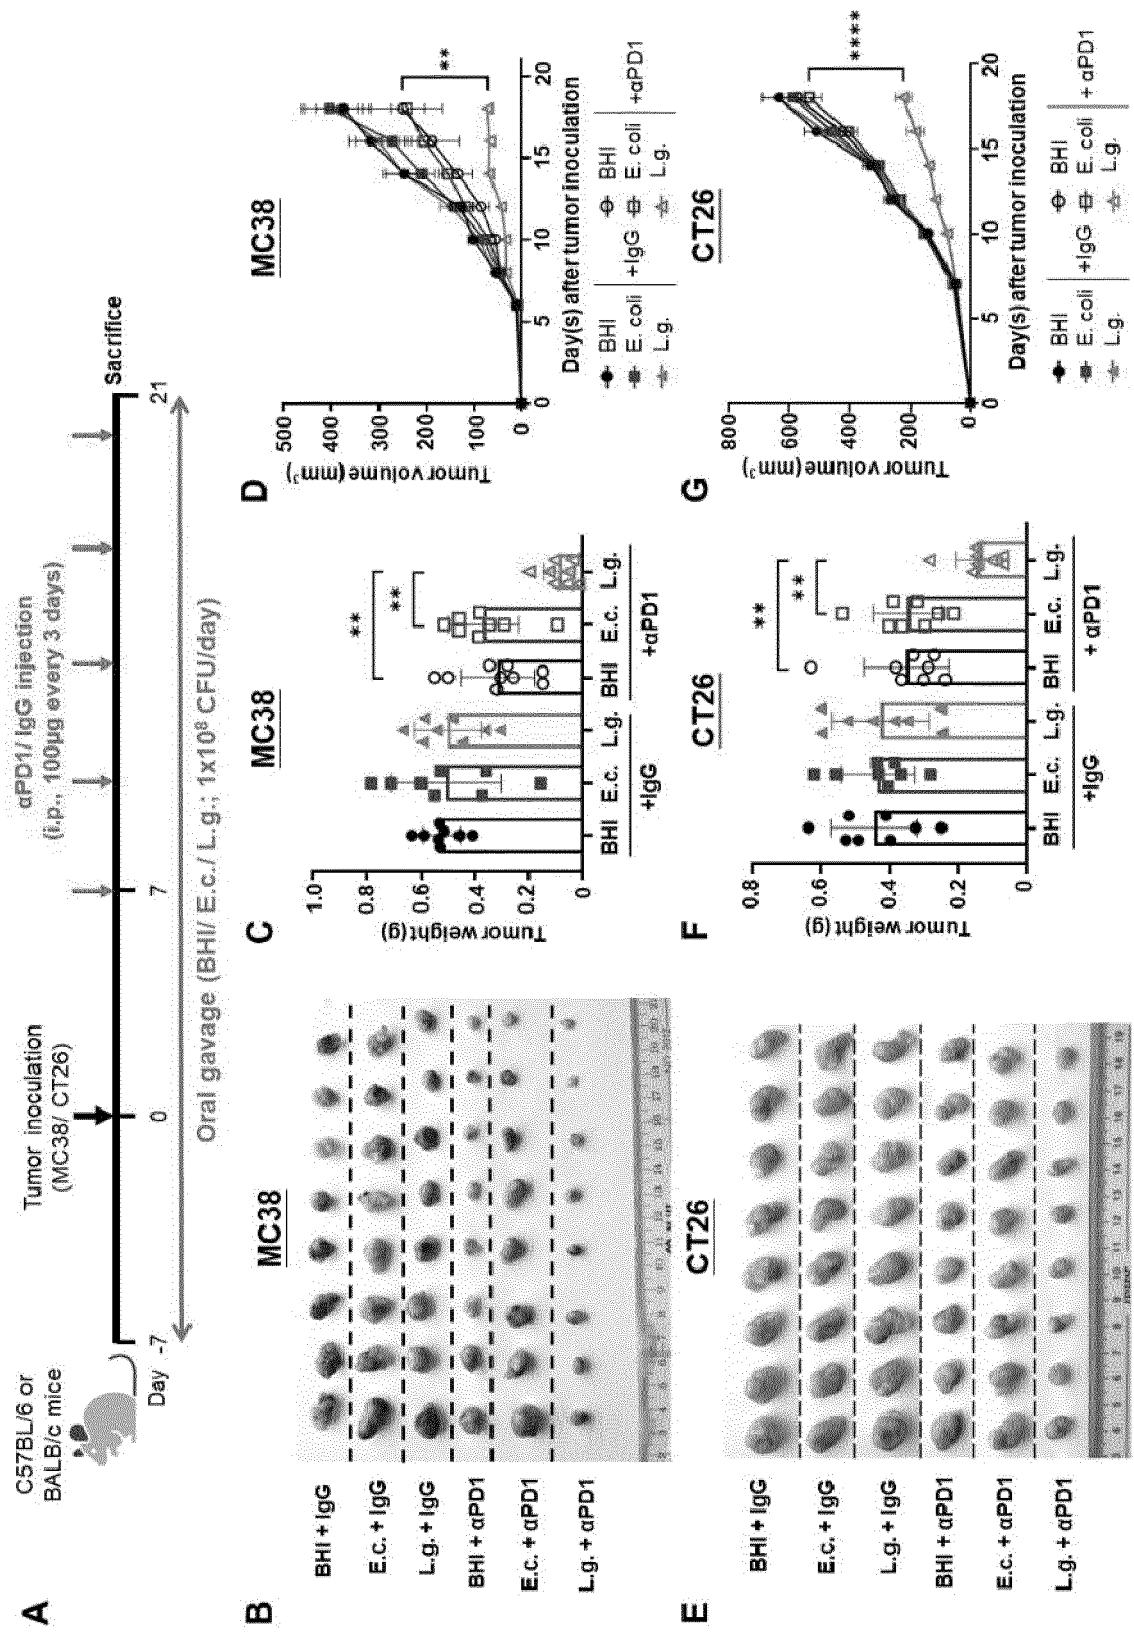 A
C57BL/6 or
BALB/c mice
Tumor inoculation
(MC38/ CT26)
αPD1/ IgG injection
(i.p., 100μg every 3 days)
Sacrifice
Day -7
0
7
21
Oral gavage (BHI/ E.c./ L.g.; 1x10⁸ CFU/day)
B
MC38
BHI + IgG
E.c. + IgG
L.g. + IgG
BHI + αPD1
E.c. + αPD1
L.g. + αPD1
C
MC38
Tumor weight (g)
1.0
0.8
0.6
0.4
0.2
0
**
**
BHI E.c. L.g. BHI E.c. L.g.
+IgG +αPD1
D
MC38
Tumor volume (mm³)
500
400
300
200
100
0
**
0 5 10 15 20
Day(s) after tumor inoculation
BHI BHI
E. coli +IgG E. coli +αPD1
L.g. L.g.
E
CT26
BHI + IgG
E.c. + IgG
L.g. + IgG
BHI + αPD1
E.c. + αPD1
L.g. + αPD1
F
CT26
Tumor weight (g)
0.8
0.6
0.4
0.2
0
**
**
BHI E.c. L.g. BHI E.c. L.g.
+IgG + αPD1
G
CT26
Tumor volume (mm³)
800
600
400
200
0
****
0 5 10 15 20
Day(s) after tumor inoculation
BHI BHI
E. coli +IgG E. coli + αPD1
L.g. L.g.